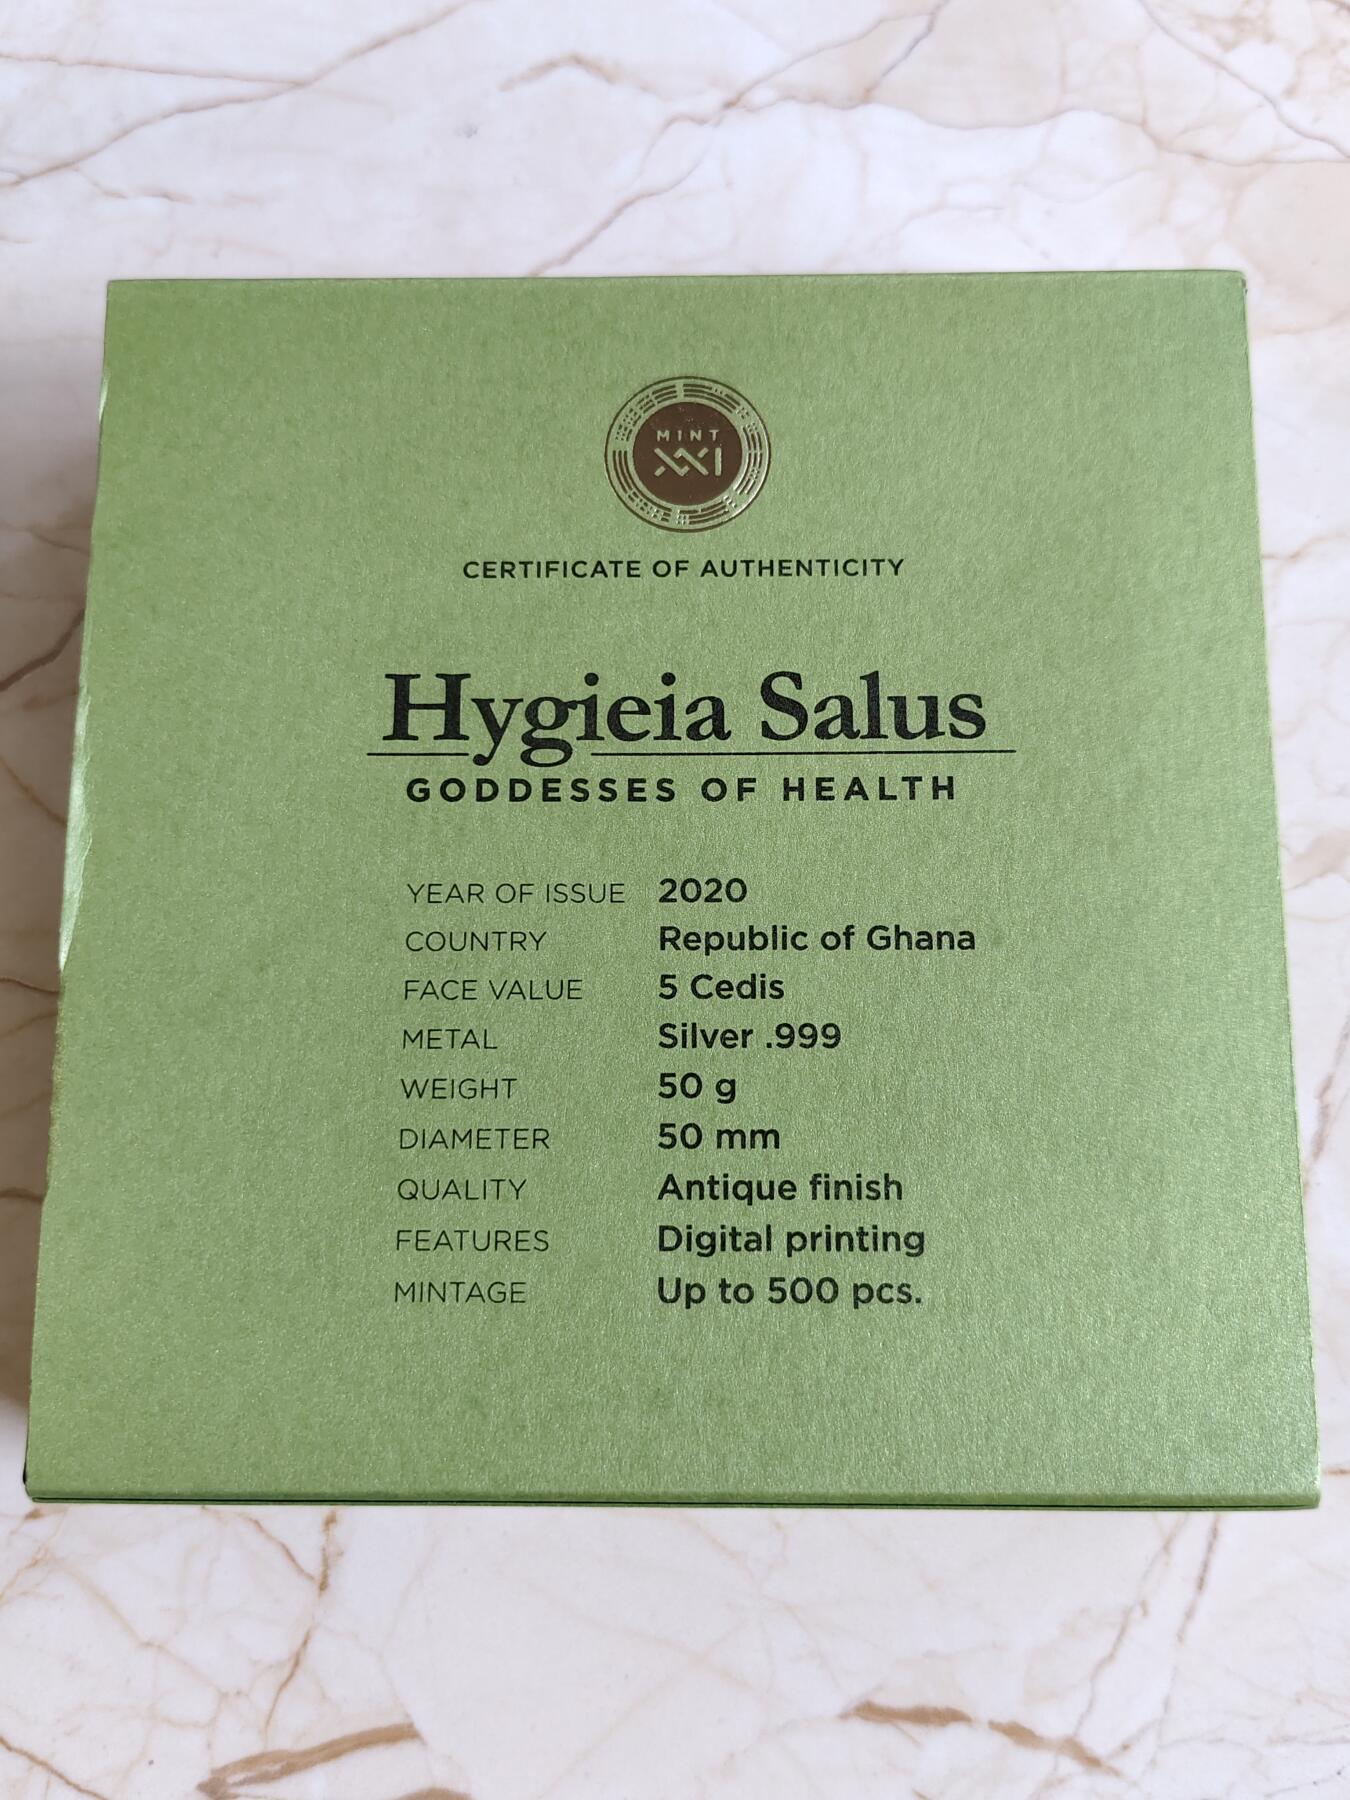 MINT
XXI
CERTIFICATE OF AUTHENTICITY
Hygieia Salus
GODDESSES OF HEALTH
YEAR OF ISSUE 2020
COUNTRY Republic of Ghana
FACE VALUE 5 Cedis
METAL Silver .999
WEIGHT 50 g
DIAMETER 50 mm
QUALITY Antique finish
FEATURES Digital printing
MINTAGE Up to 500 pcs.